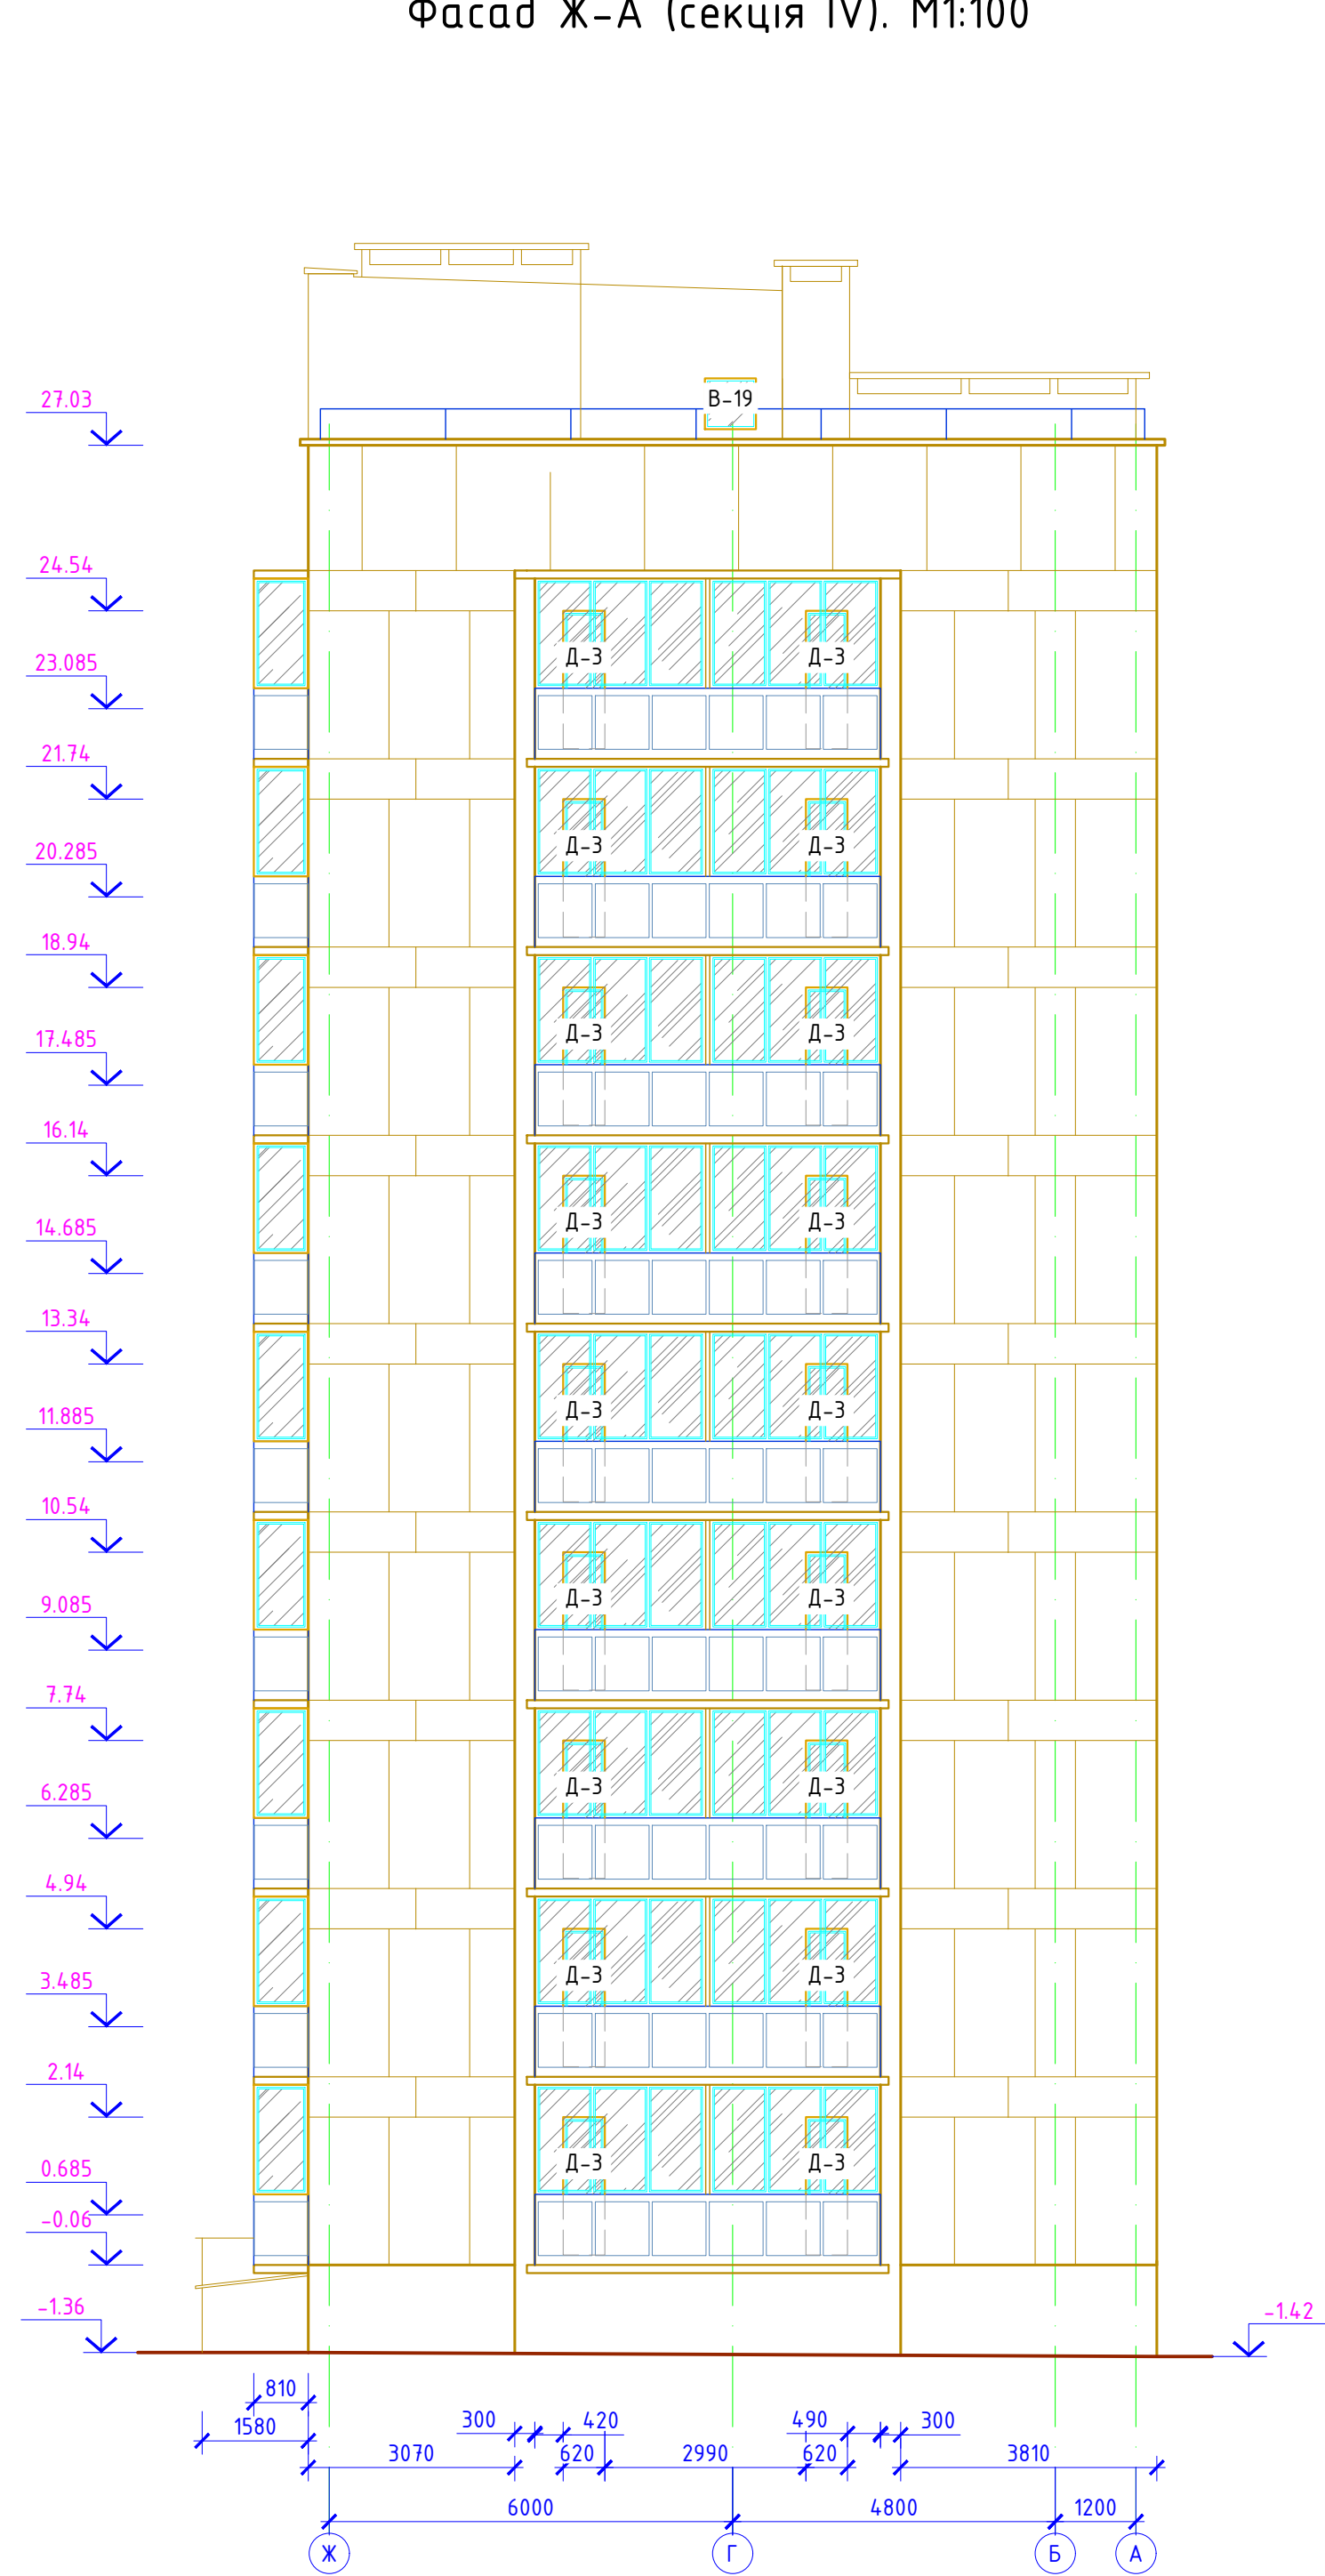 Фасад Ж-А (секція IV). М1:100
В-19
27.03
24.54
Д-3 Д-3
23.085
21.74
Д-3 Д-3
20.285
18.94
Д-3 Д-3
17.485
16.14
Д-3 Д-3
14.685
13.34
Д-3 Д-3
11.885
10.54
Д-3 Д-3
9.085
7.74
Д-3 Д-3
6.285
4.94
Д-3 Д-3
3.485
2.14
Д-3 Д-3
0.685
-0.06
-1.36
-1.42
810
1580 300 420 490 300
3070 620 2990 620 3810
6000 4800 1200
Ж Г Б А